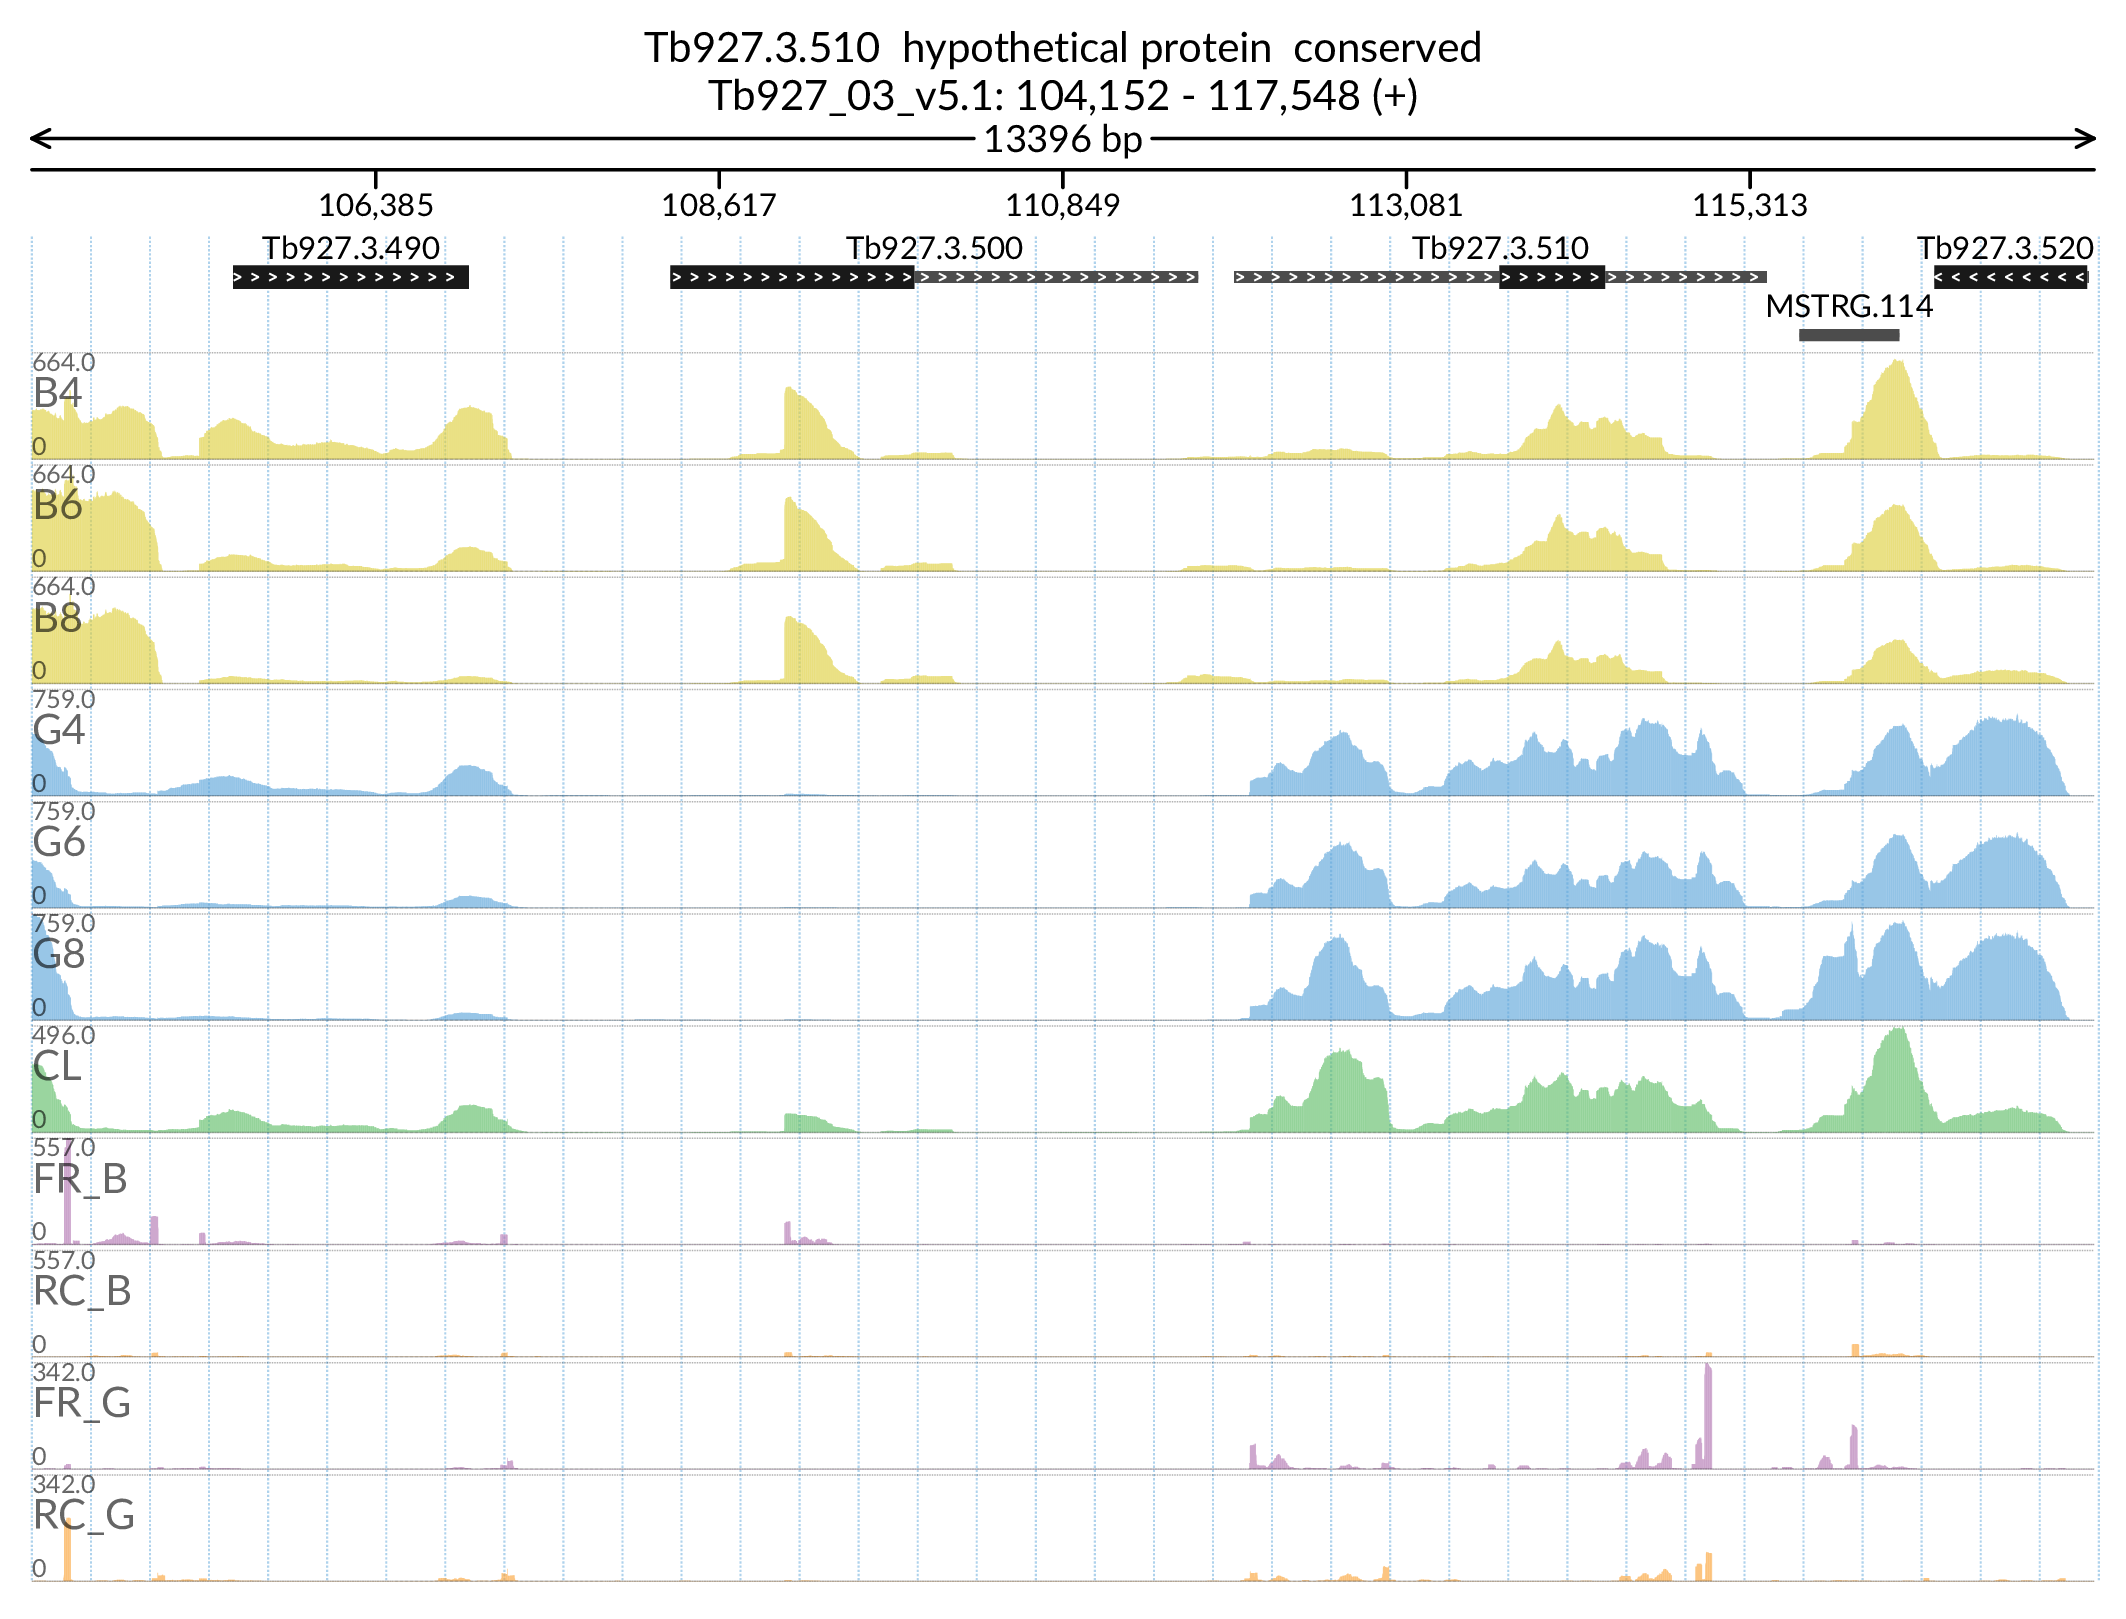 Tb927.3.510  hypothetical protein  conserved
Tb927_03_v5.1: 104,152 - 117,548 (+)
13396 bp
106,385 108,617 110,849 113,081 115,313
Tb927.3.490 Tb927.3.500 Tb927.3.510 Tb927.3.520
MSTRG.114
664.0
B4
0
664.0
B6
0
664.0
B8
0
759.0
G4
0
759.0
G6
0
759.0
G8
0
496.0
CL
0
557.0
FR_B
0
557.0
RC_B
0
342.0
FR_G
0
342.0
RC_G
0